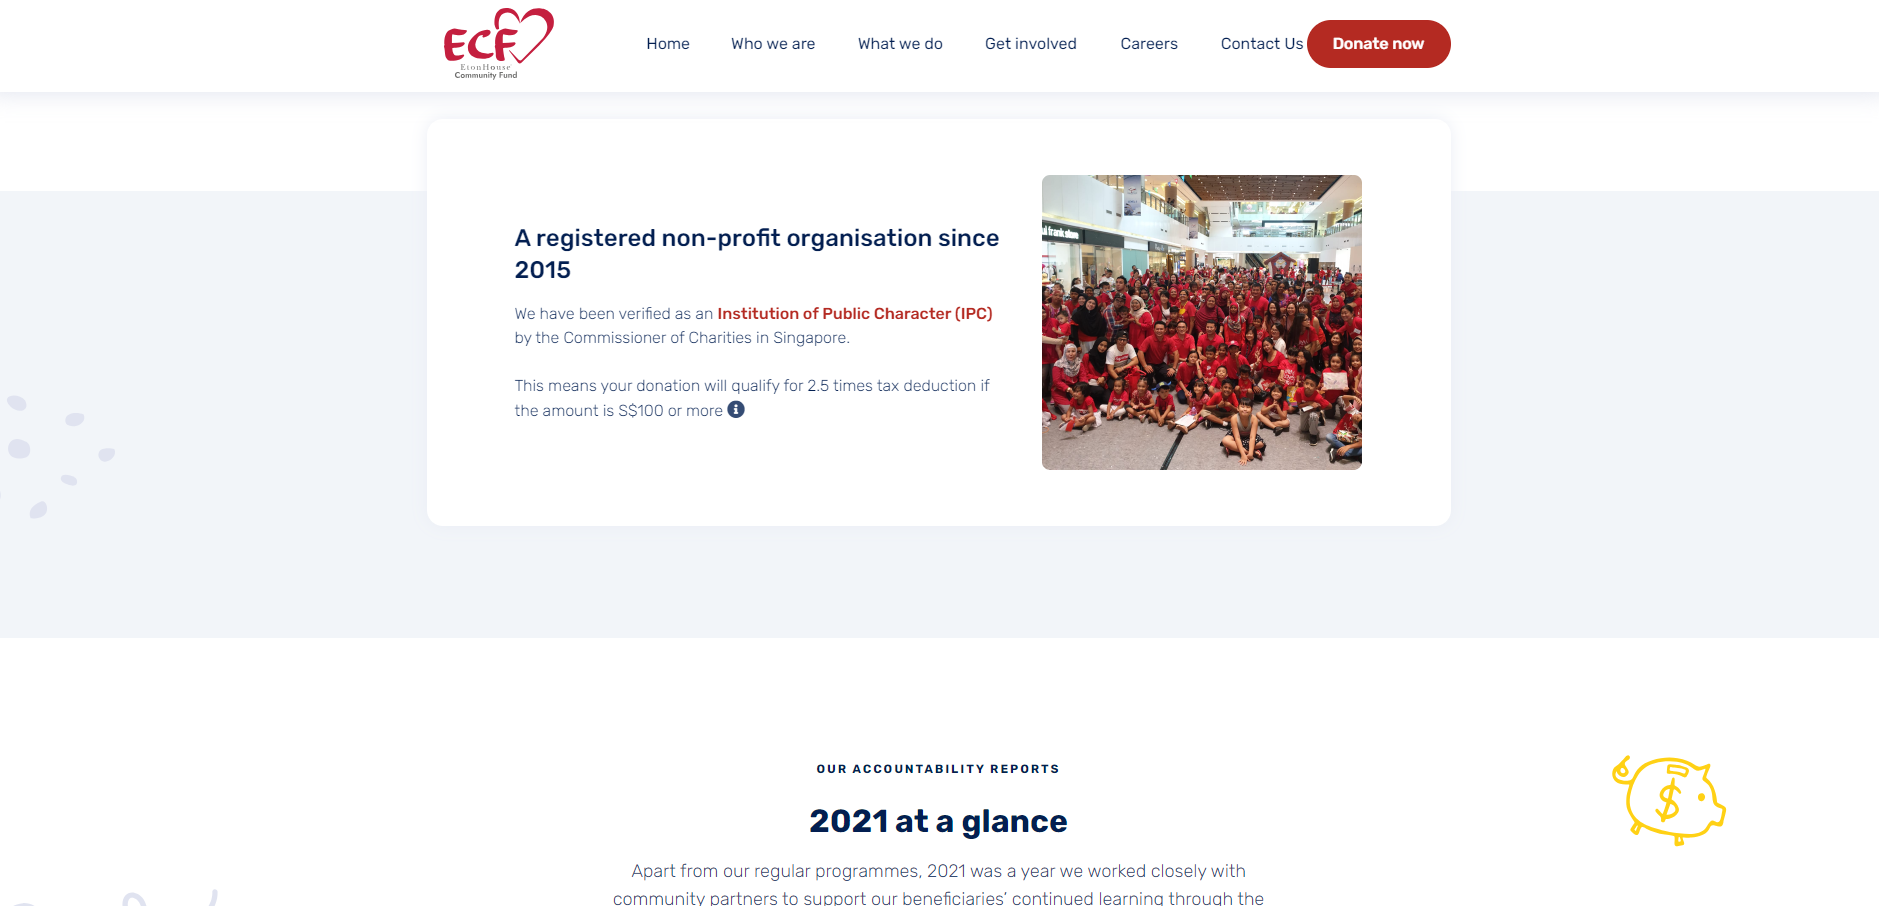 ECF
EtonHouse
Community Fund
Home
Who we are
What we do
Get involved
Careers
Contact Us
Donate now
A registered non-profit organisation since
2015
We have been verified as an Institution of Public Character (IPC)
by the Commissioner of Charities in Singapore.
This means your donation will qualify for 2.5 times tax deduction if
the amount is S$100 or more
OUR ACCOUNTABILITY REPORTS
2021 at a glance
Apart from our regular programmes, 2021 was a year we worked closely with
community partners to support our beneficiaries' continued learning through the